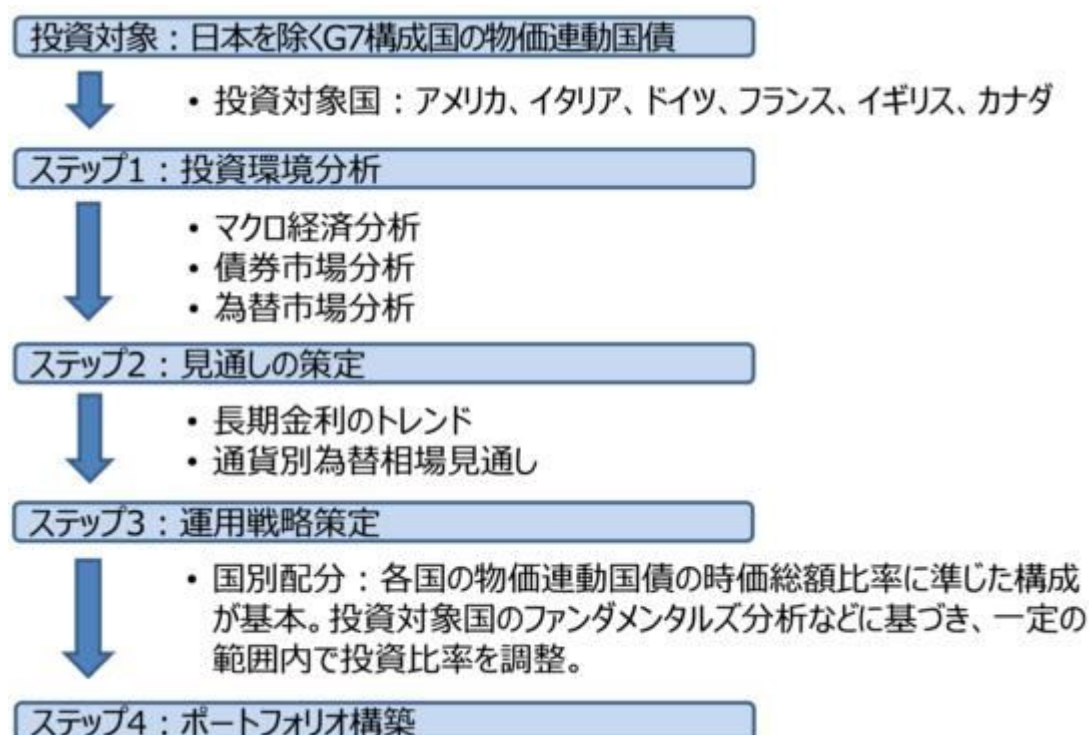 投資対象：日本を除くG7構成国の物価連動国債
• 投資対象国：アメリカ、イタリア、ドイツ、フランス、イギリス、カナダ
ステップ1：投資環境分析
• マクロ経済分析
• 債券市場分析
• 為替市場分析
ステップ2：見通しの策定
• 長期金利のトレンド
• 通貨別為替相場見通し
ステップ3：運用戦略策定
• 国別配分：各国の物価連動国債の時価総額比率に準じた構成
が基本。投資対象国のファンダメンタルズ分析などに基づき、一定の
範囲内で投資比率を調整。
ステップ4：ポートフォリオ構築